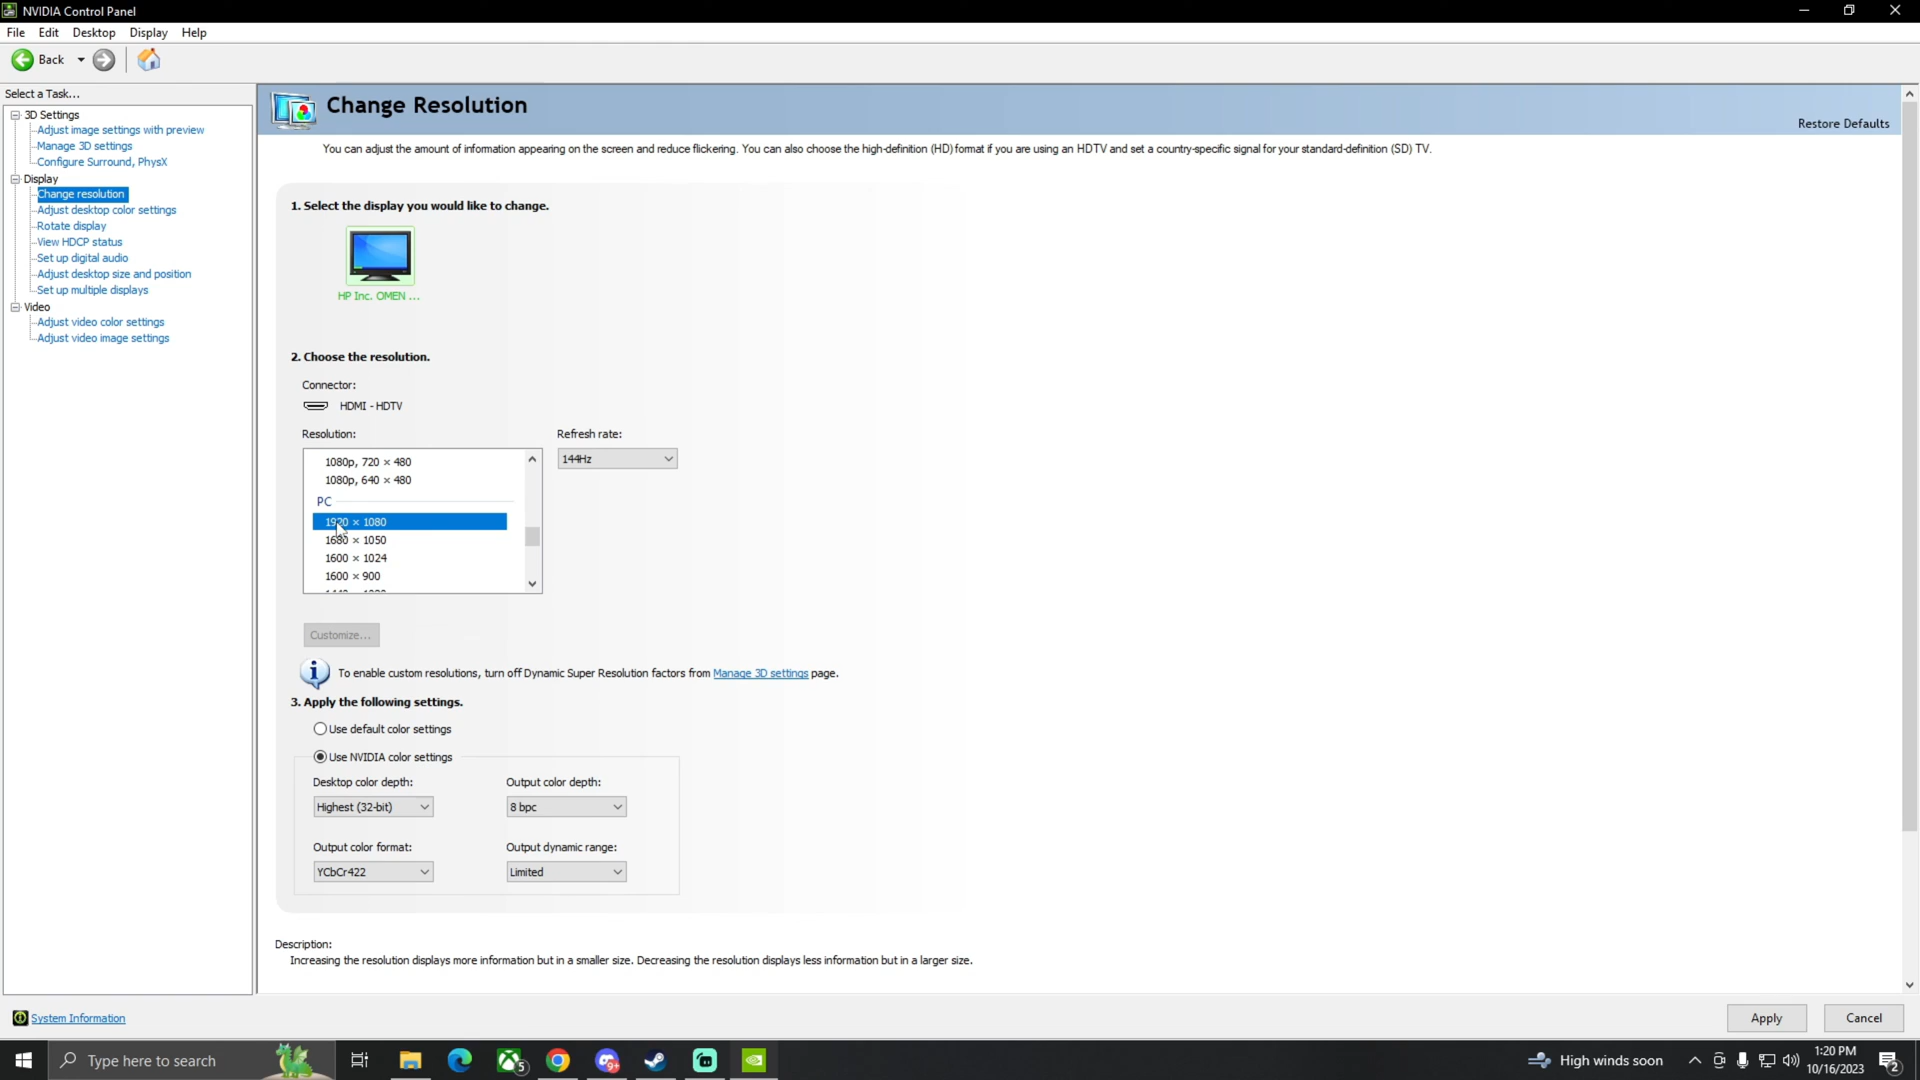 NVIDIA Control Panel
File Edit Desktop Display Help
Back
Select a Task...
3D Settings
Adjust image settings with preview
Manage 3D settings
Configure Surround, PhysX
Display
Change resolution
Adjust desktop color settings
Rotate display
View HDCP status
Set up digital audio
Adjust desktop size and position
Set up multiple displays
Video
Adjust video color settings
Adjust video image settings
System Information
Change Resolution
Restore Defaults
You can adjust the amount of information appearing on the screen and reduce flickering. You can also choose the high-definition (HD) format if you are using an HDTV and set a country-specific signal for your standard-definition (SD) TV.
1. Select the display you would like to change.
HP Inc. OMEN ...
2. Choose the resolution.
Connector:
HDMI - HDTV
Resolution:
1080p, 720 × 480
1080p, 640 × 480
PC
1920 × 1080
1680 × 1050
1600 × 1024
1600 × 900
Refresh rate:
144Hz
Customize...
To enable custom resolutions, turn off Dynamic Super Resolution factors from Manage 3D settings page.
3. Apply the following settings.
Use default color settings
Use NVIDIA color settings
Desktop color depth:
Highest (32-bit)
Output color depth:
8 bpc
Output color format:
YCbCr422
Output dynamic range:
Limited
Description:
Increasing the resolution displays more information but in a smaller size. Decreasing the resolution displays less information but in a larger size.
Apply
Cancel
Type here to search
5
9+
High winds soon
1:20 PM
10/16/2023
2